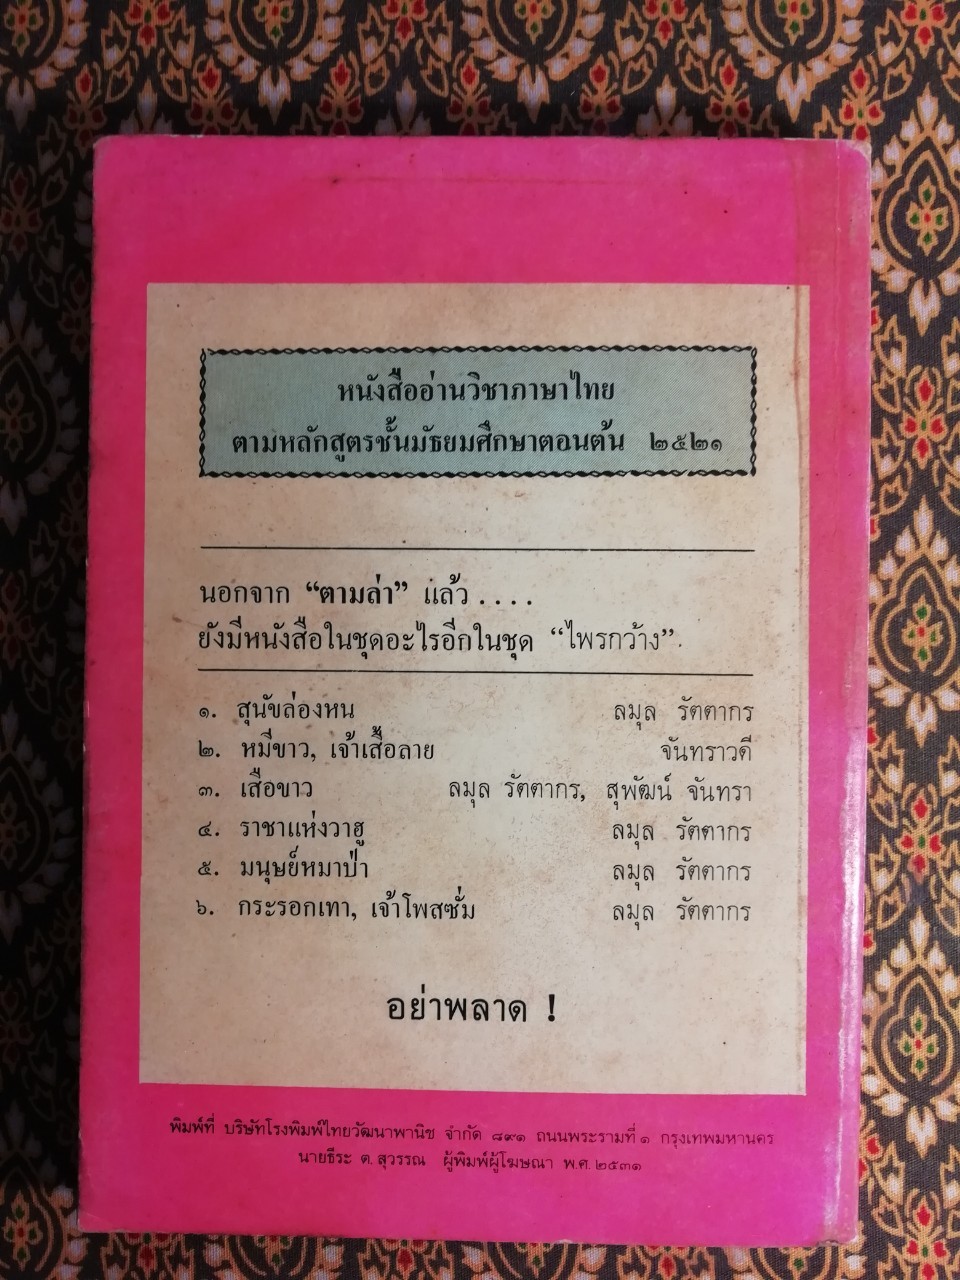 หนังสืออ่านวิชาภาษาไทย
ตามหลักสูตรชั้นมัธยมศึกษาตอนต้น ๒๕๒๑
นอกจาก “ตามล่า” แล้ว . . . .
ยังมีหนังสือในชุดอะไรอีกในชุด “ไพรกว้าง”
๑. สุนัขล่องหน ลมุล รัตตากร
๒. หมีขาว, เจ้าเสื้อลาย จันทราวดี
๓. เสือขาว ลมุล รัตตากร, สุพัฒน์ จันทรา
๔. ราชาแห่งวาฮู ลมุล รัตตากร
๕. มนุษย์หมาป่า ลมุล รัตตากร
๖. กระรอกเทา, เจ้าโพสซั่ม ลมุล รัตตากร
อย่าพลาด !
พิมพ์ที่ บริษัทโรงพิมพ์ไทยวัฒนาพานิช จำกัด ๘๙๑ ถนนพระรามที่ ๑ กรุงเทพมหานคร
นายธีระ ต. สุวรรณ ผู้พิมพ์ผู้โฆษณา พ.ศ. ๒๕๓๑